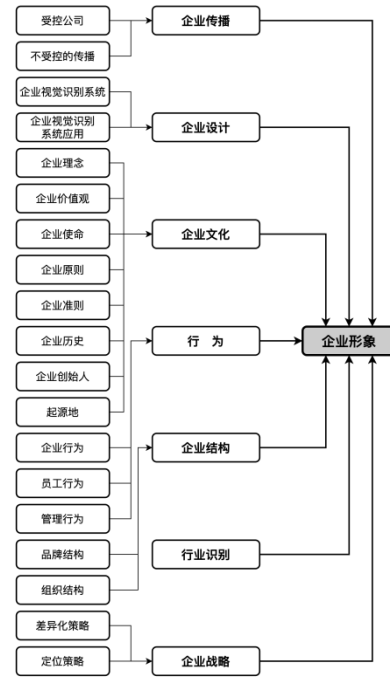 受控公司
不受控的传播
企业视觉识别系统
企业视觉识别
系统应用
企业理念
企业价值观
企业使命
企业原则
企业准则
企业历史
企业创始人
起源地
企业行为
员工行为
管理行为
品牌结构
组织结构
差异化策略
定位策略
企业传播
企业设计
企业文化
行 为
企业结构
行业识别
企业战略
企业形象